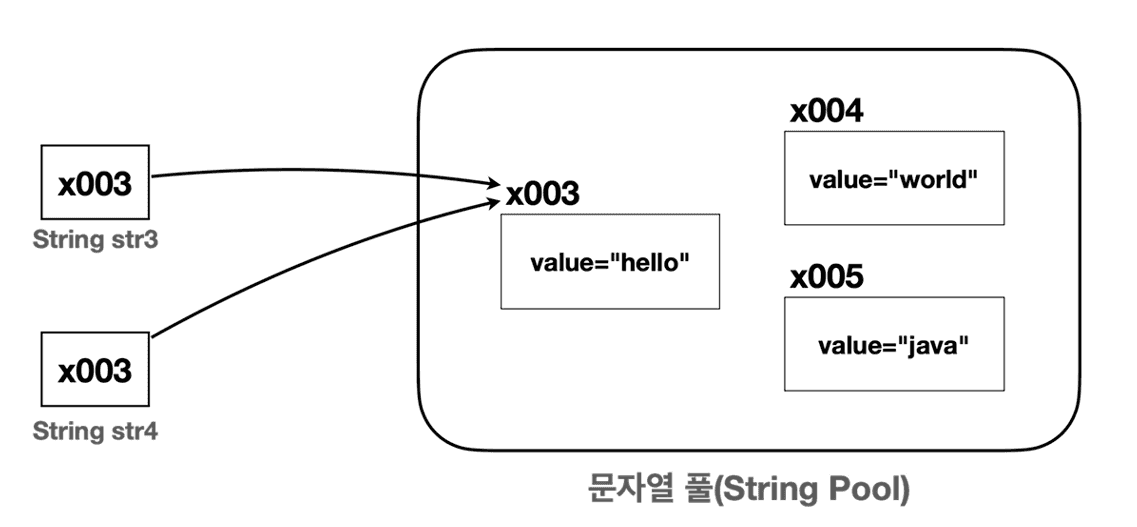 x003
String str3
x003
String str4
x003
value="hello"
x004
value="world"
x005
value="java"
문자열 풀(String Pool)